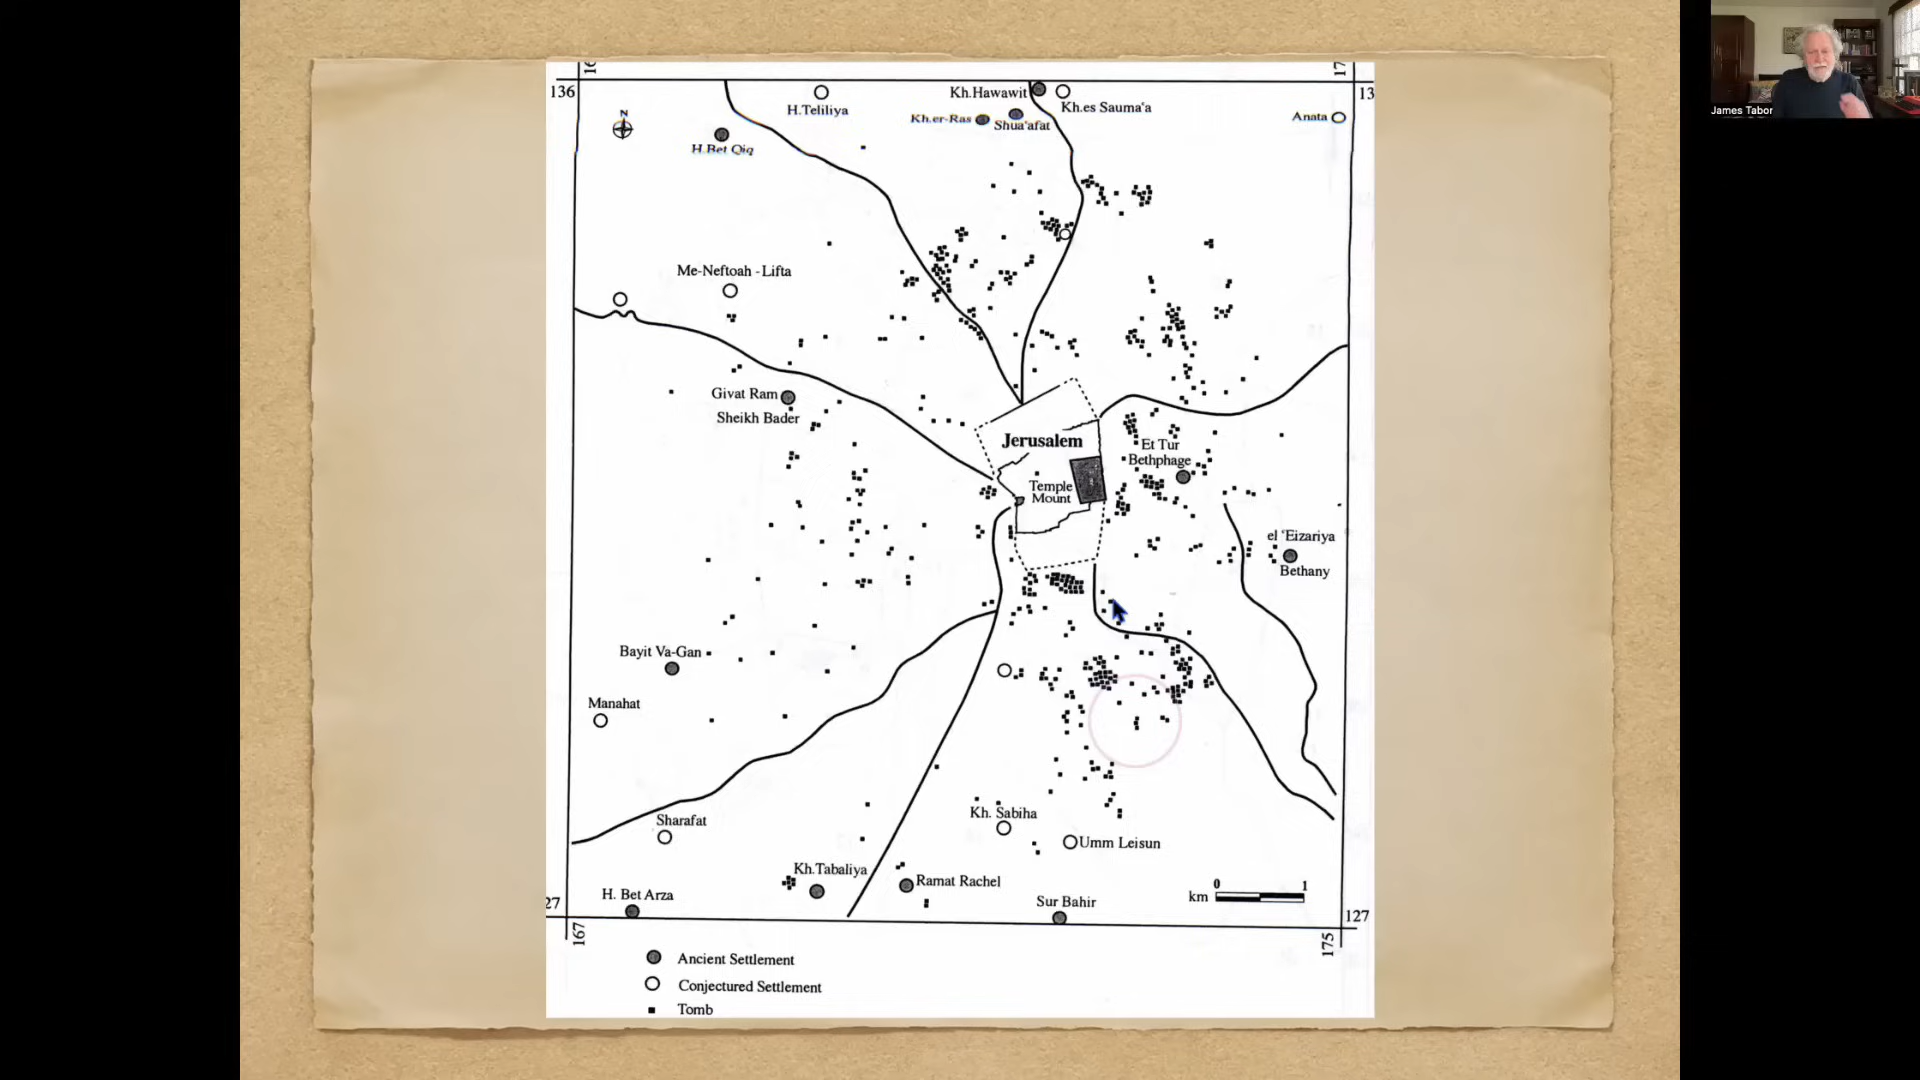 136
13
N
H.Teliliya
Kh.Hawawit
Kh.es Sauma'a
Kh.er-Ras
Shua'afat
Anata
James Tabor
H.Bet Qiq
Me-Neftoah - Lifta
Givat Ram
Sheikh Bader
Jerusalem
Temple
Mount
Et Tur
Bethphage
el 'Eizariya
Bethany
Bayit Va-Gan
Manahat
Sharafat
Kh. Sabiha
Umm Leisun
Kh.Tabaliya
Ramat Rachel
H. Bet Arza
Sur Bahir
km 0 1
27
127
167
175
Ancient Settlement
Conjectured Settlement
Tomb